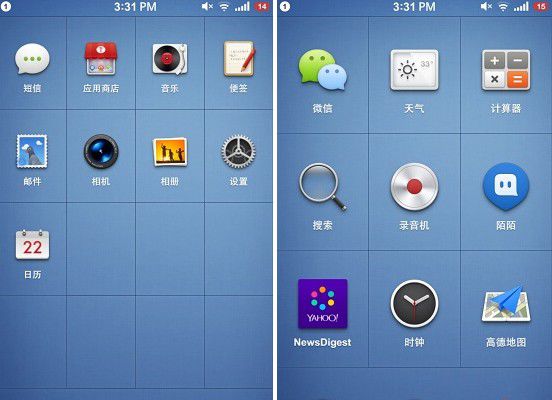 1 3:31 PM 14
短信 应用商店 音乐 便签
邮件 相机 相册 设置
22
日历
1 3:31 PM 15
33°
微信 天气 计算器
搜索 录音机 陌陌
YAHOO!
NewsDigest 时钟 高德地图